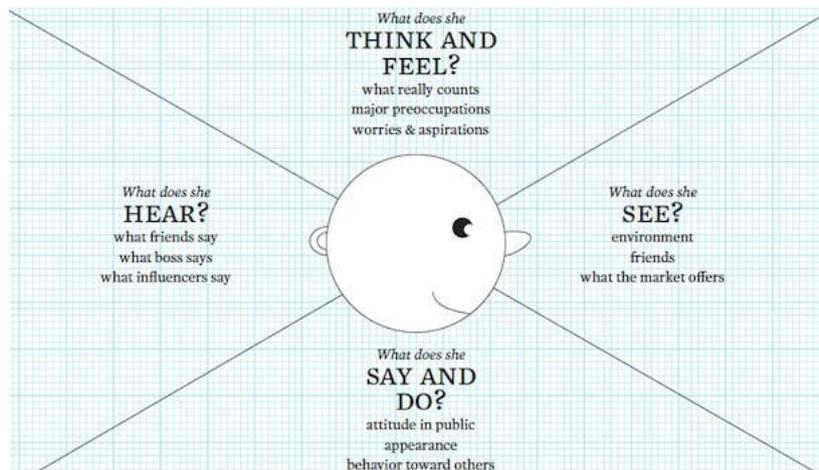 What does she
THINK AND
FEEL?
what really counts
major preoccupations
worries & aspirations
What does she
HEAR?
what friends say
what boss says
what influencers say
What does she
SEE?
environment
friends
what the market offers
What does she
SAY AND
DO?
attitude in public
appearance
behavior toward others